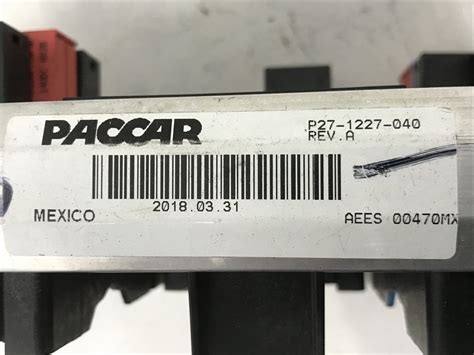 PACCAR
P27-1227-040
REV.A
2018.03.31
MEXICO
AEES 00470MX